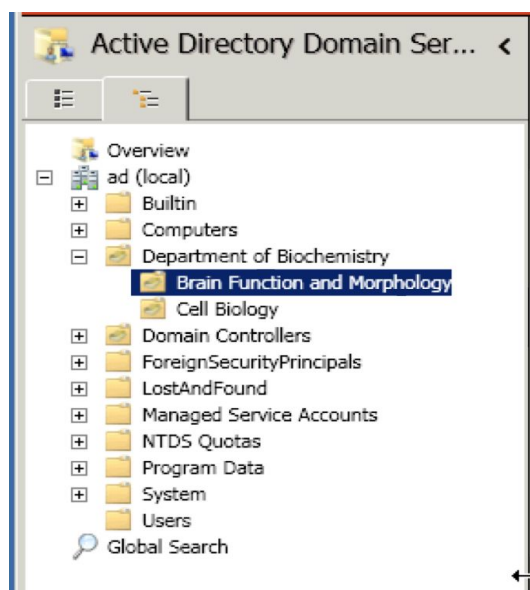 Active Directory Domain Ser...
Overview
ad (local)
Builtin
Computers
Department of Biochemistry
Brain Function and Morphology
Cell Biology
Domain Controllers
ForeignSecurityPrincipals
LostAndFound
Managed Service Accounts
NTDS Quotas
Program Data
System
Users
Global Search